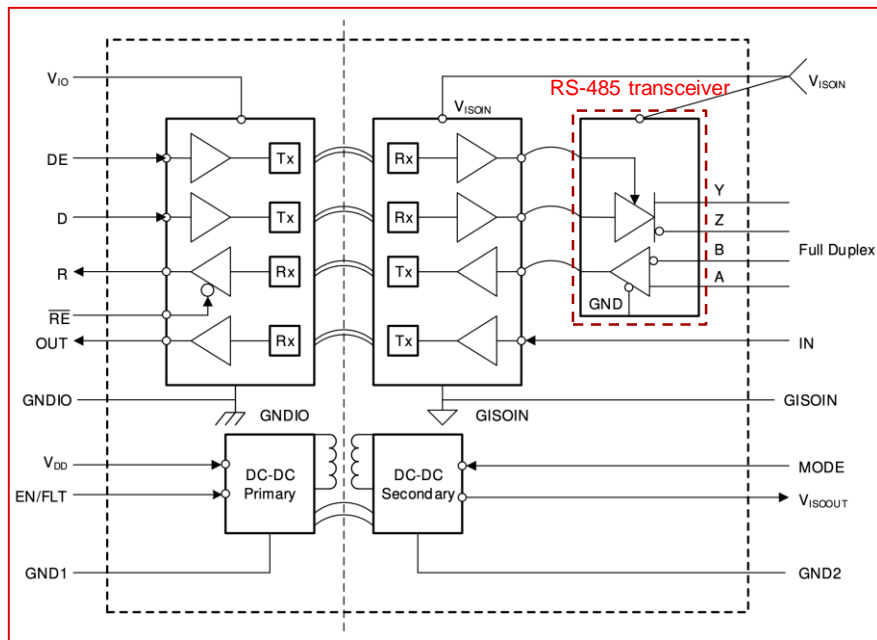 RS-485 transceiver
VIO
VISOIN
VISOIN
DE
Tx
Rx
Y
D
Tx
Rx
Z
Full Duplex
B
R
Rx
Tx
A
GND
RE
OUT
Rx
Tx
IN
GNDIO
GNDIO
GISOIN
GISOIN
VDD
DC-DC
Primary
DC-DC
Secondary
MODE
EN/FLT
VISOOUT
GND1
GND2